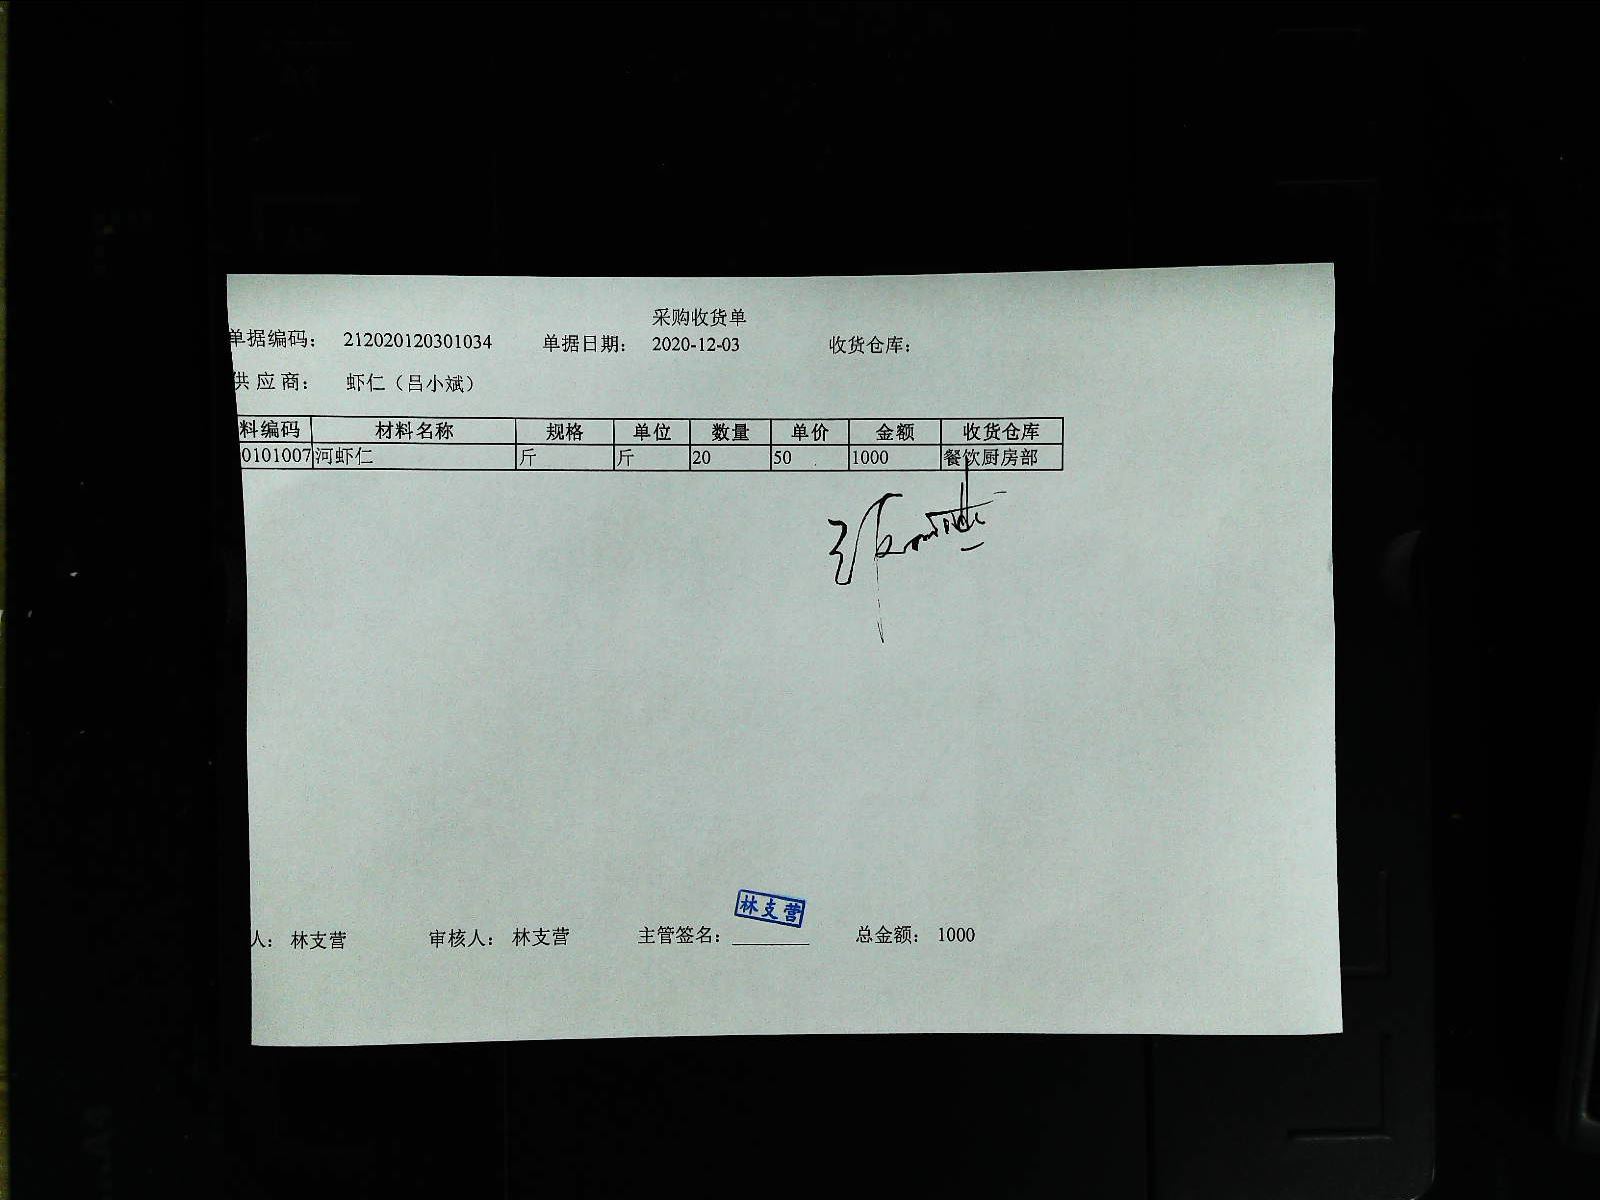 采购收货单
单据编码： 212020120301034 单据日期： 2020-12-03 收货仓库：
供应商： 虾仁（吕小斌）
料编码 材料名称 规格 单位 数量 单价 金额 收货仓库
0101007 河虾仁 斤 斤 20 50 1000 餐饮厨房部
林支营
人： 林支营 审核人： 林支营 主管签名： 总金额： 1000